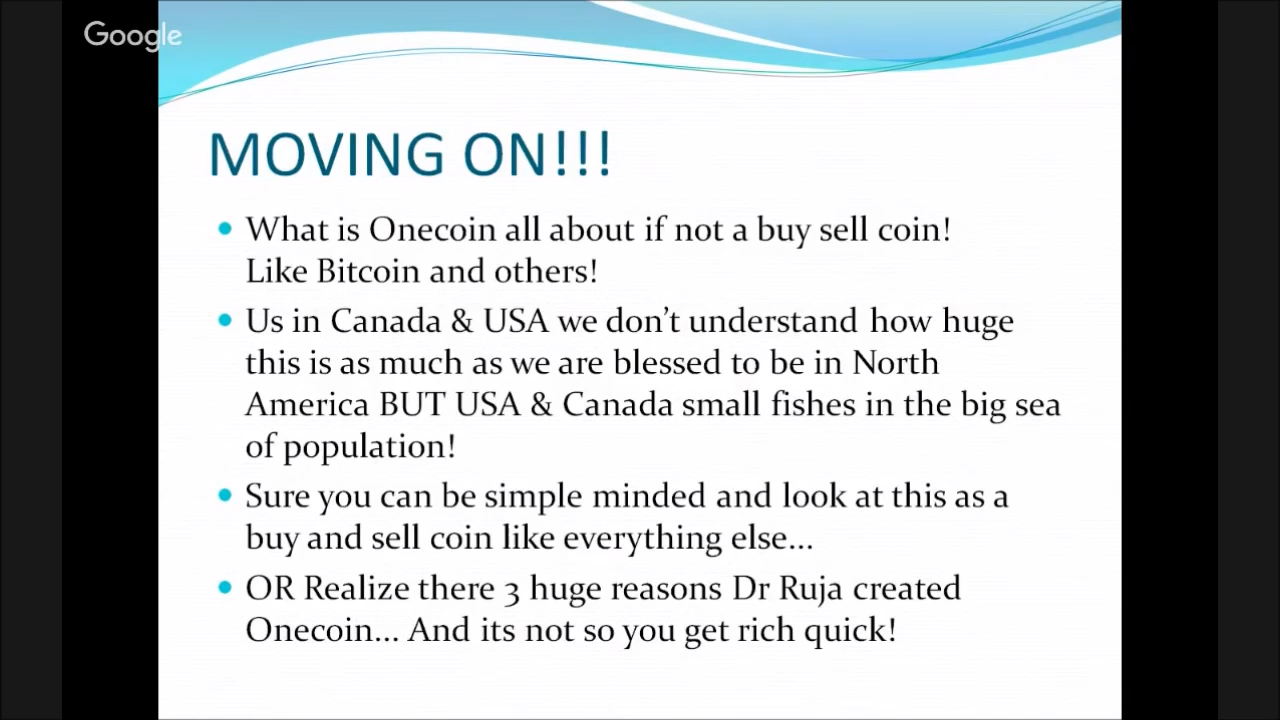 Google
MOVING ON!!!
What is Onecoin all about if not a buy sell coin!
Like Bitcoin and others!
Us in Canada & USA we don't understand how huge
this is as much as we are blessed to be in North
America BUT USA & Canada small fishes in the big sea
of population!
Sure you can be simple minded and look at this as a
buy and sell coin like everything else...
OR Realize there 3 huge reasons Dr Ruja created
Onecoin... And its not so you get rich quick!